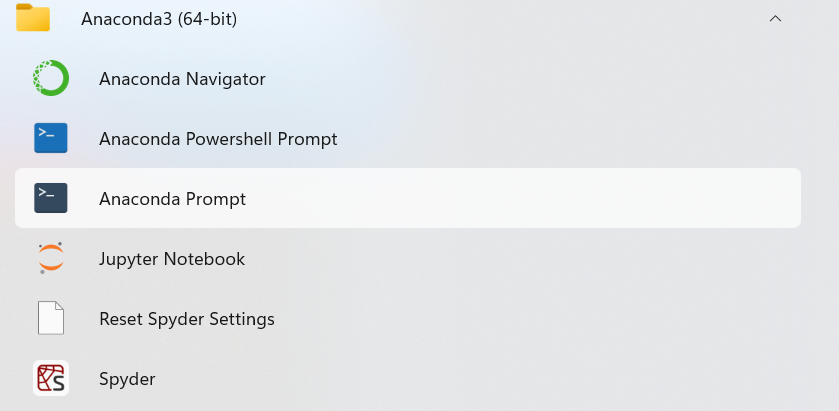 Anaconda3 (64-bit)
Anaconda Navigator
Anaconda Powershell Prompt
Anaconda Prompt
Jupyter Notebook
Reset Spyder Settings
Spyder